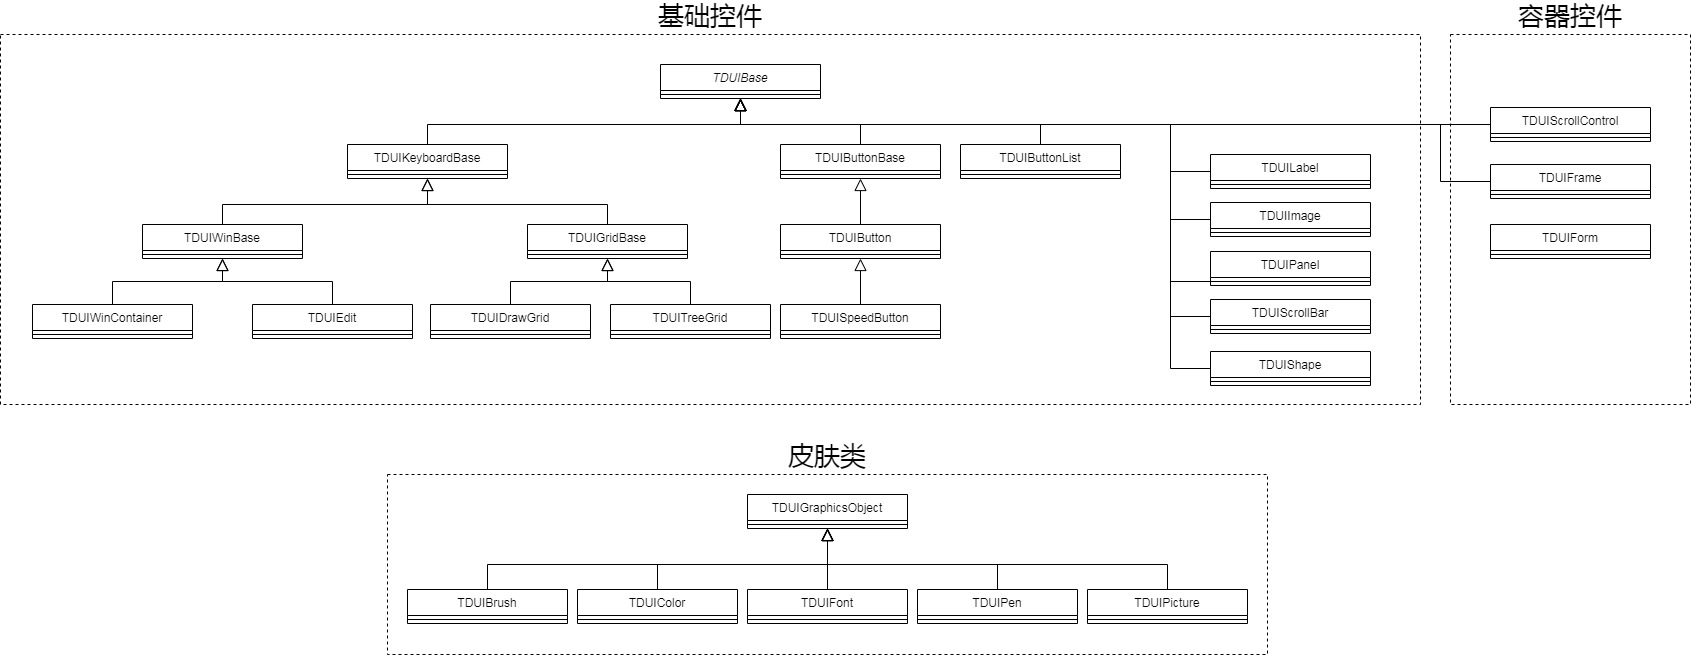 基础控件
容器控件
TDUIBase
TDUIScrollControl
TDUIKeyboardBase
TDUIButtonBase
TDUIButtonList
TDUILabel
TDUIFrame
TDUIImage
TDUIWinBase
TDUIGridBase
TDUIButton
TDUIForm
TDUIPanel
TDUIWinContainer
TDUIEdit
TDUIDrawGrid
TDUITreeGrid
TDUISpeedButton
TDUIScrollBar
TDUIShape
皮肤类
TDUIGraphicsObject
TDUIBrush
TDUIColor
TDUIFont
TDUIPen
TDUIPicture